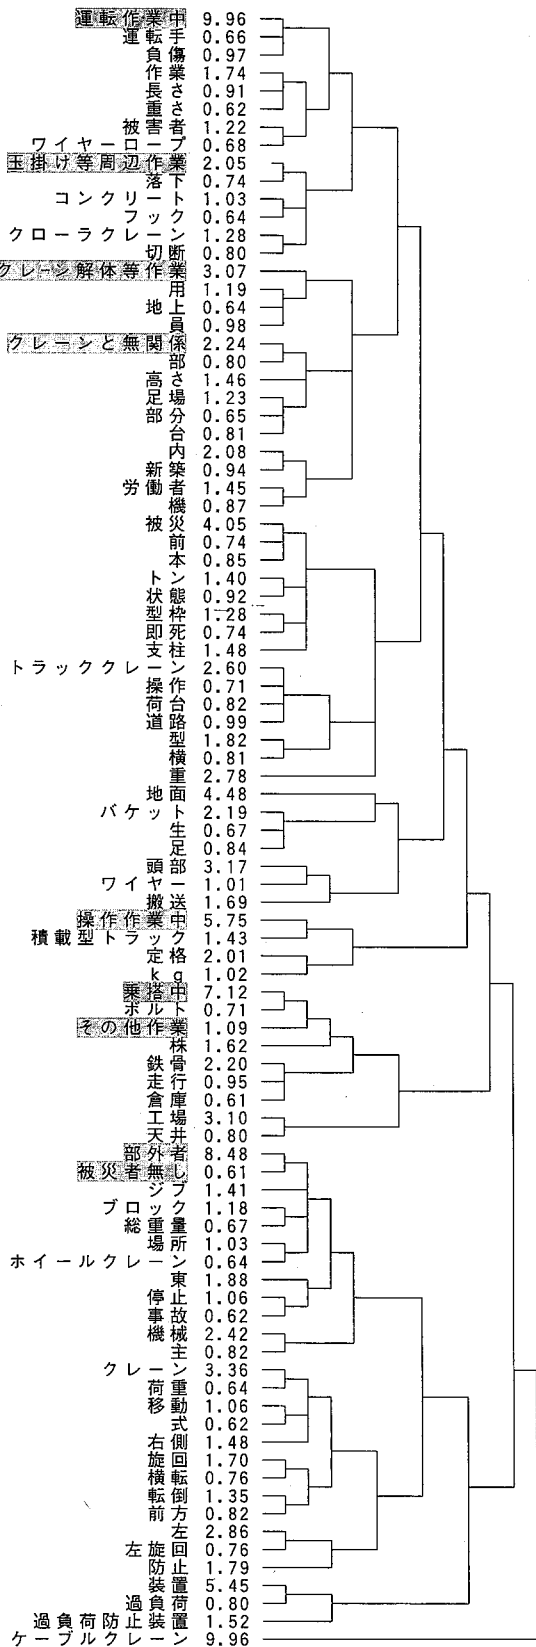 運転作業中 9.96
運転手 0.66
負傷 0.97
作業 1.74
長さ 0.91
重さ 0.62
被害者 1.22
ワイヤーロープ 0.68
玉掛け等周辺作業 2.05
落下 0.74
コンクリート 1.03
フック 0.64
クローラクレーン 1.28
切断 0.80
クレーン解体等作業 3.07
用 1.19
地上 0.64
員 0.98
クレーンと無関係 2.24
部 0.80
高さ 1.46
足場 1.23
部分 0.65
台 0.81
内 2.08
新築 0.94
労働者 1.45
機 0.87
被災 4.05
前 0.74
本 0.85
トン 1.40
状態 0.92
型枠 1.28
即死 0.74
支柱 1.48
トラッククレーン 2.60
操作 0.71
荷台 0.82
道路 0.99
型 1.82
横 0.81
重 2.78
地面 4.48
バケット 2.19
生 0.67
足 0.84
頭部 3.17
ワイヤー 1.01
搬送 1.69
操作作業中 5.75
積載型トラック 1.43
定格 2.01
kg 1.02
乗搭中 7.12
ボルト 0.71
その他作業 1.09
株 1.62
鉄骨 2.20
走行 0.95
倉庫 0.61
工場 3.10
天井 0.80
部外者 8.48
被災者無し 0.61
ジブ 1.41
ブロック 1.18
総重量 0.67
場所 1.03
ホイールクレーン 0.64
東 1.88
停止 1.06
事故 0.62
機械 2.42
主 0.82
クレーン 3.36
荷重 0.64
移動 1.06
式 0.62
右側 1.48
旋回 1.70
横転 0.76
転倒 1.35
前方 0.82
左 2.86
左旋回 0.76
防止 1.79
装置 5.45
過負荷 0.80
過負荷防止装置 1.52
ケーブルクレーン 9.96